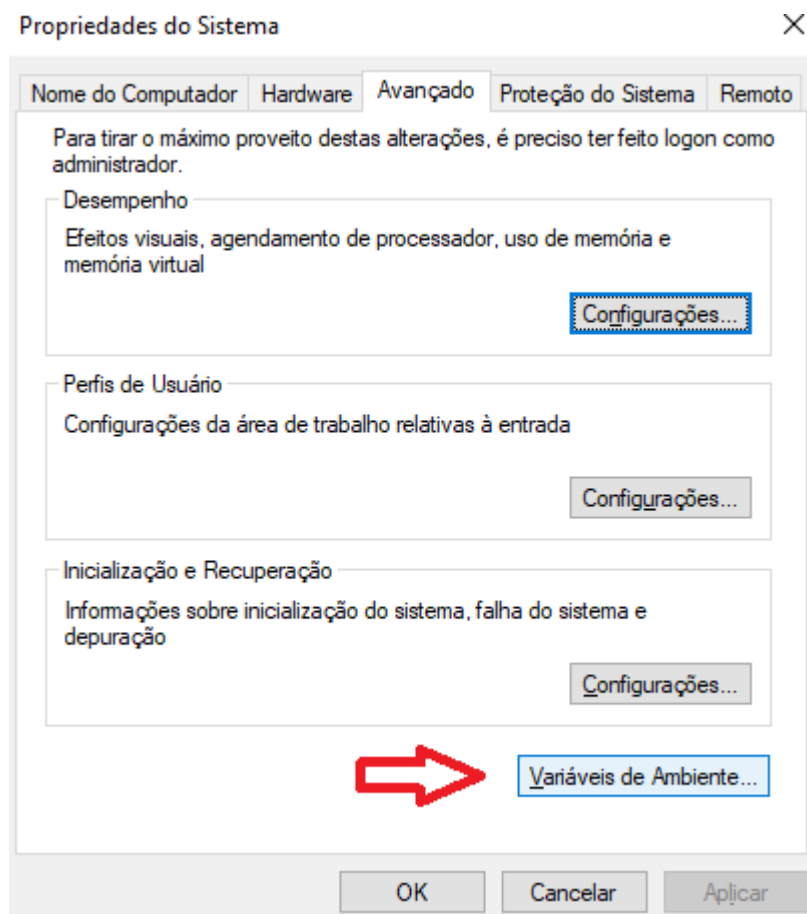 Propriedades do Sistema
Nome do Computador Hardware Avançado Proteção do Sistema Remoto
Para tirar o máximo proveito destas alterações, é preciso ter feito logon como
administrador.
Desempenho
Efeitos visuais, agendamento de processador, uso de memória e
memória virtual
Configurações...
Perfis de Usuário
Configurações da área de trabalho relativas à entrada
Configurações...
Inicialização e Recuperação
Informações sobre inicialização do sistema, falha do sistema e
depuração
Configurações...
Variáveis de Ambiente...
OK Cancelar Aplicar